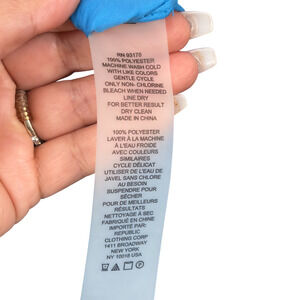 RN 93170
100% POLYESTER
MACHINE WASH COLD
WITH LIKE COLORS
GENTLE CYCLE
ONLY NON- CHLORINE
BLEACH WHEN NEEDED
LINE DRY
FOR BETTER RESULT
DRY CLEAN
MADE IN CHINA
100% POLYESTER
LAVER À LA MACHINE
À L'EAU FROIDE
AVEC COULEURS
SIMILAIRES
CYCLE DÉLICAT
UTILISER DE L'EAU DE
JAVEL SANS CHLORE
AU BESOIN
SUSPENDRE POUR
SÉCHER
POUR DE MEILLEURS
RÉSULTATS
NETTOYAGE À SEC
FABRIQUÉ EN CHINE
IMPORTÉ PAR:
REPUBLIC
CLOTHING CORP
1411 BROADWAY
NEW YORK
NY 10018 USA